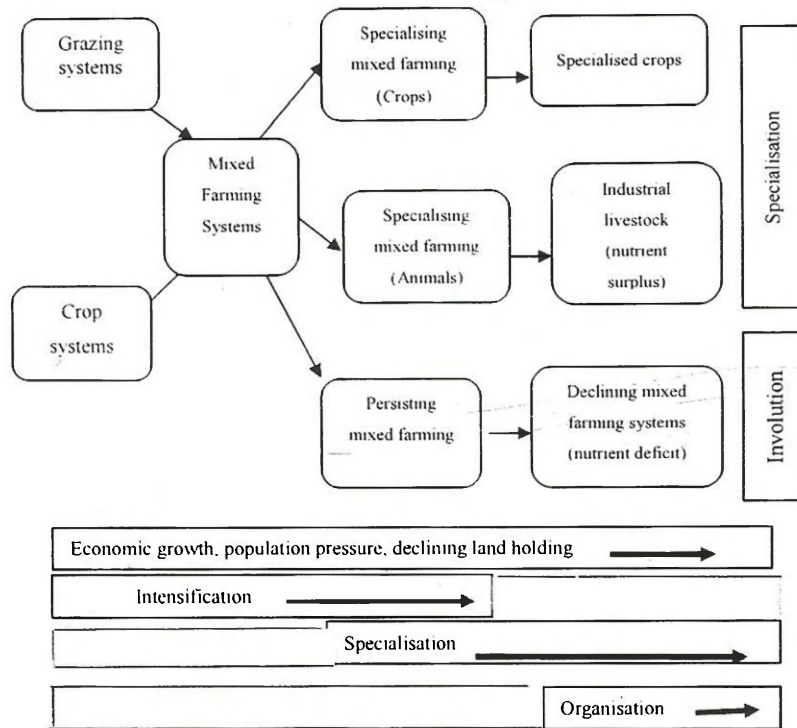 Grazing
systems
Crop
systems
Mixed
Farming
Systems
Specialising
mixed farming
(Crops)
Specialised crops
Specialising
mixed farming
(Animals)
Industrial
livestock
(nutrient
surplus)
Persisting
mixed farming
Declining mixed
farming systems
(nutrient deficit)
Specialisation
Involution
Economic growth, population pressure, declining land holding
Intensification
Specialisation
Organisation